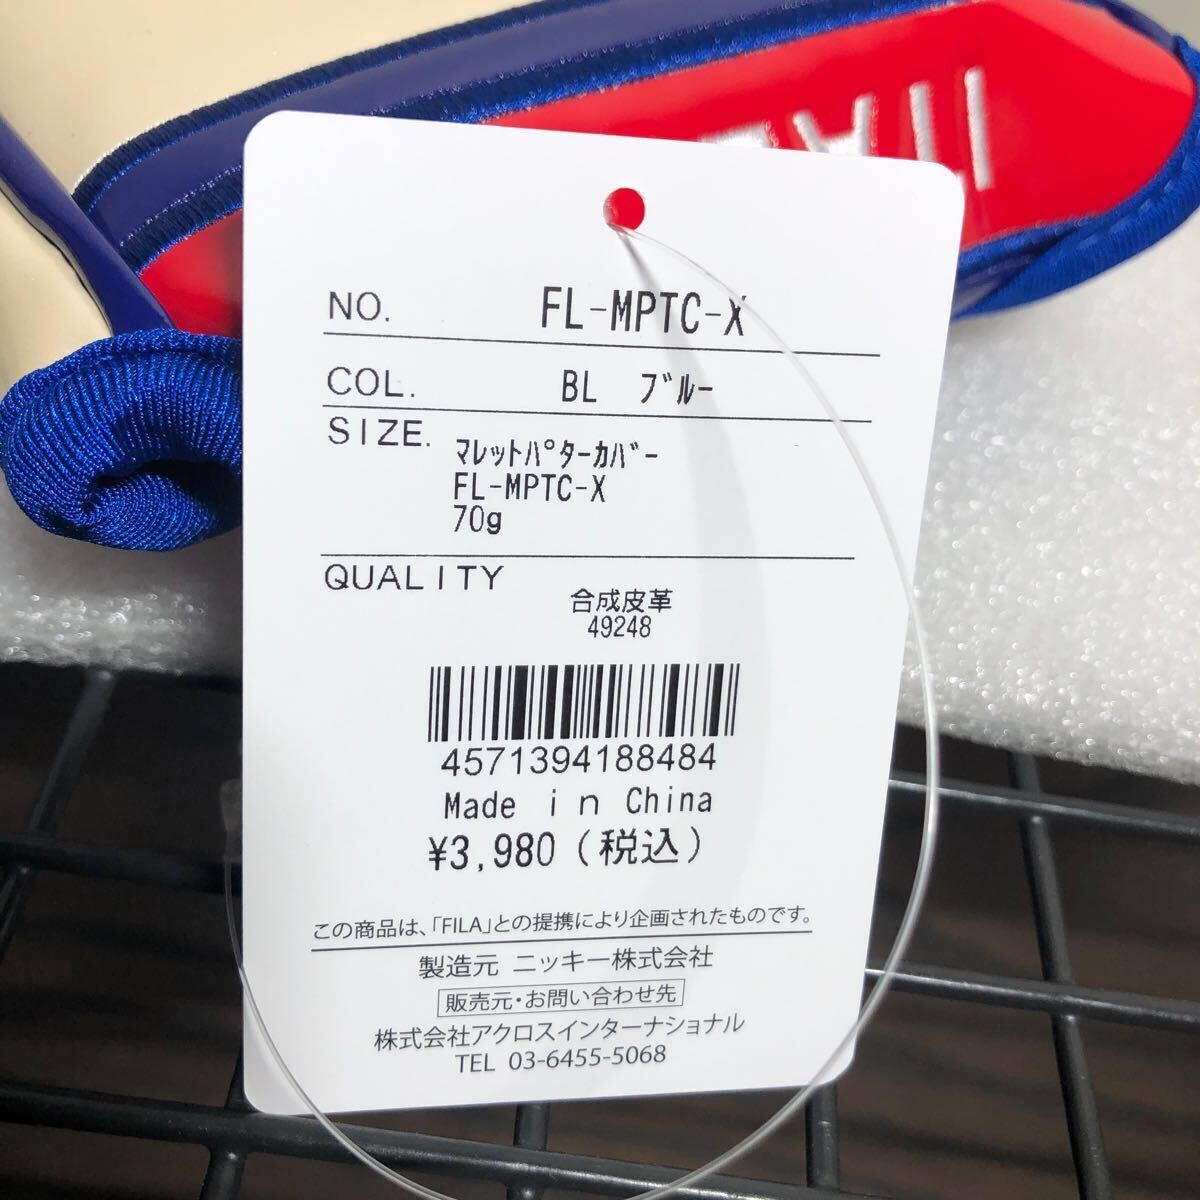 ITALIA
NO. FL-MPTC-X
COL. BL ブルー
SIZE. マレットパターカバー
FL-MPTC-X
70g
QUALITY 合成皮革
49248
4571394188484
Made in China
¥3,980(税込)
この商品は、「FILA」との提携により企画されたものです。
製造元 ニッキー株式会社
販売元・お問い合わせ先
株式会社アクロスインターナショナル
TEL 03-6455-5068